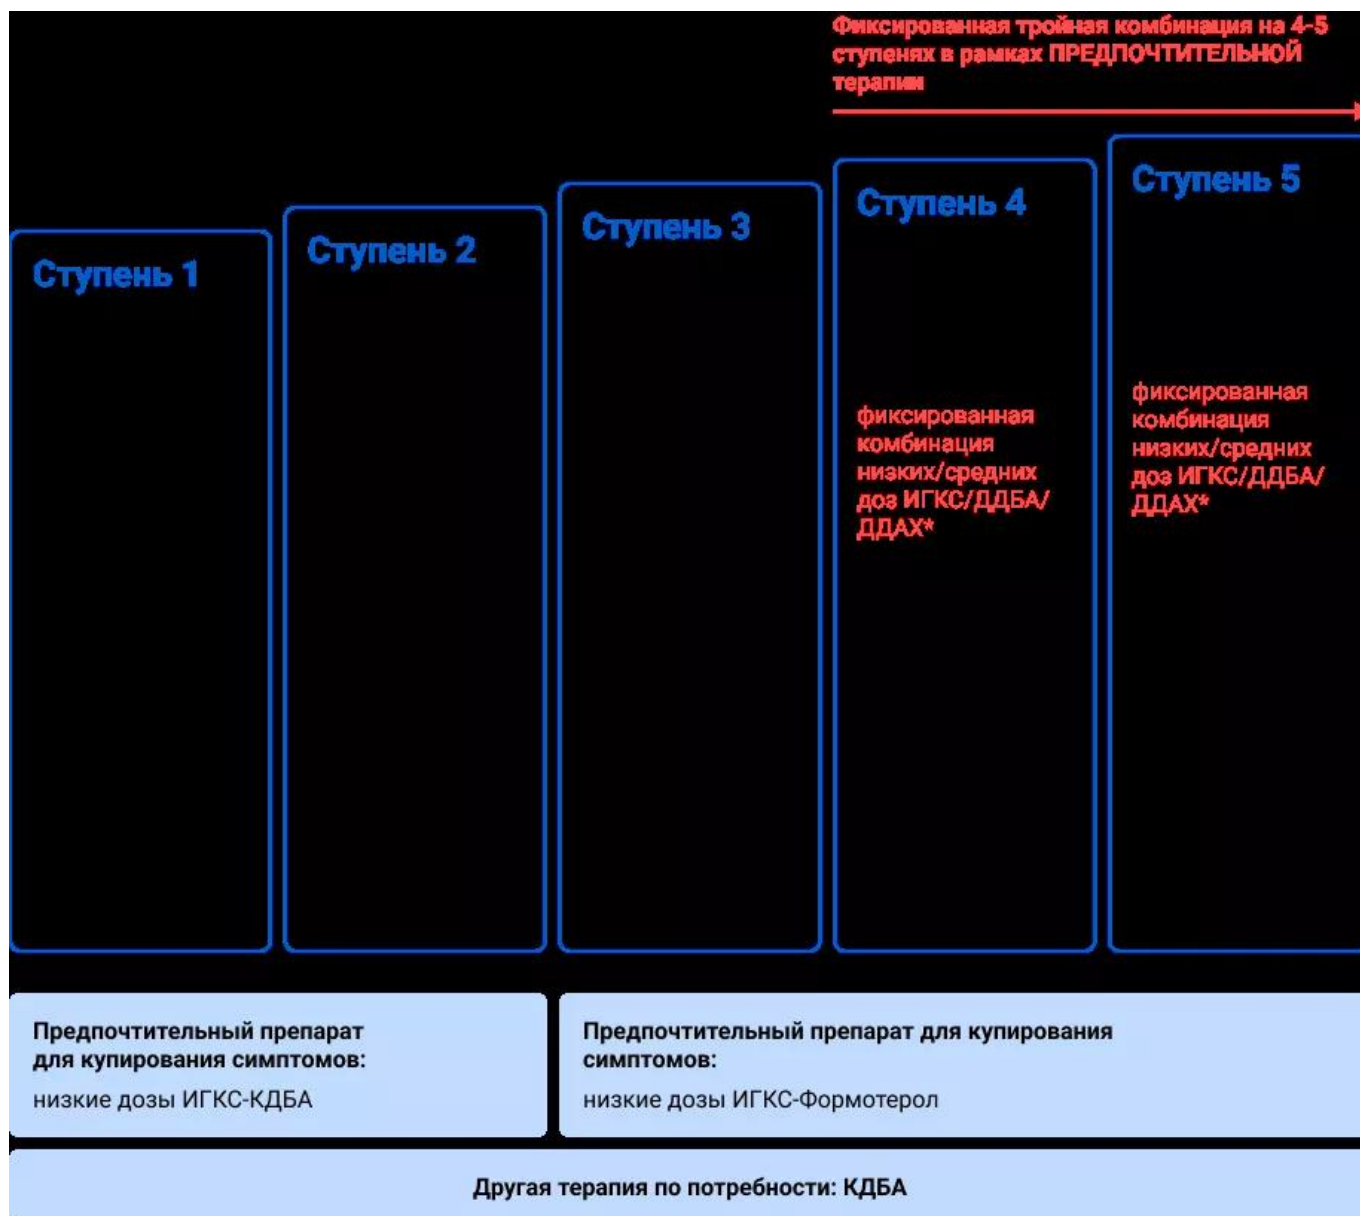 Фиксированная тройная комбинация на 4-5
ступенях в рамках ПРЕДПОЧТИТЕЛЬНОЙ
терапии
Ступень 1
Ступень 2
Ступень 3
Ступень 4
фиксированная
комбинация
низких/средних
доз ИГКС/ДДБА/
ДДАХ*
Ступень 5
фиксированная
комбинация
низких/средних
доз ИГКС/ДДБА/
ДДАХ*
Предпочтительный препарат
для купирования симптомов:
низкие дозы ИГКС-КДБА
Предпочтительный препарат для купирования
симптомов:
низкие дозы ИГКС-Формотерол
Другая терапия по потребности: КДБА